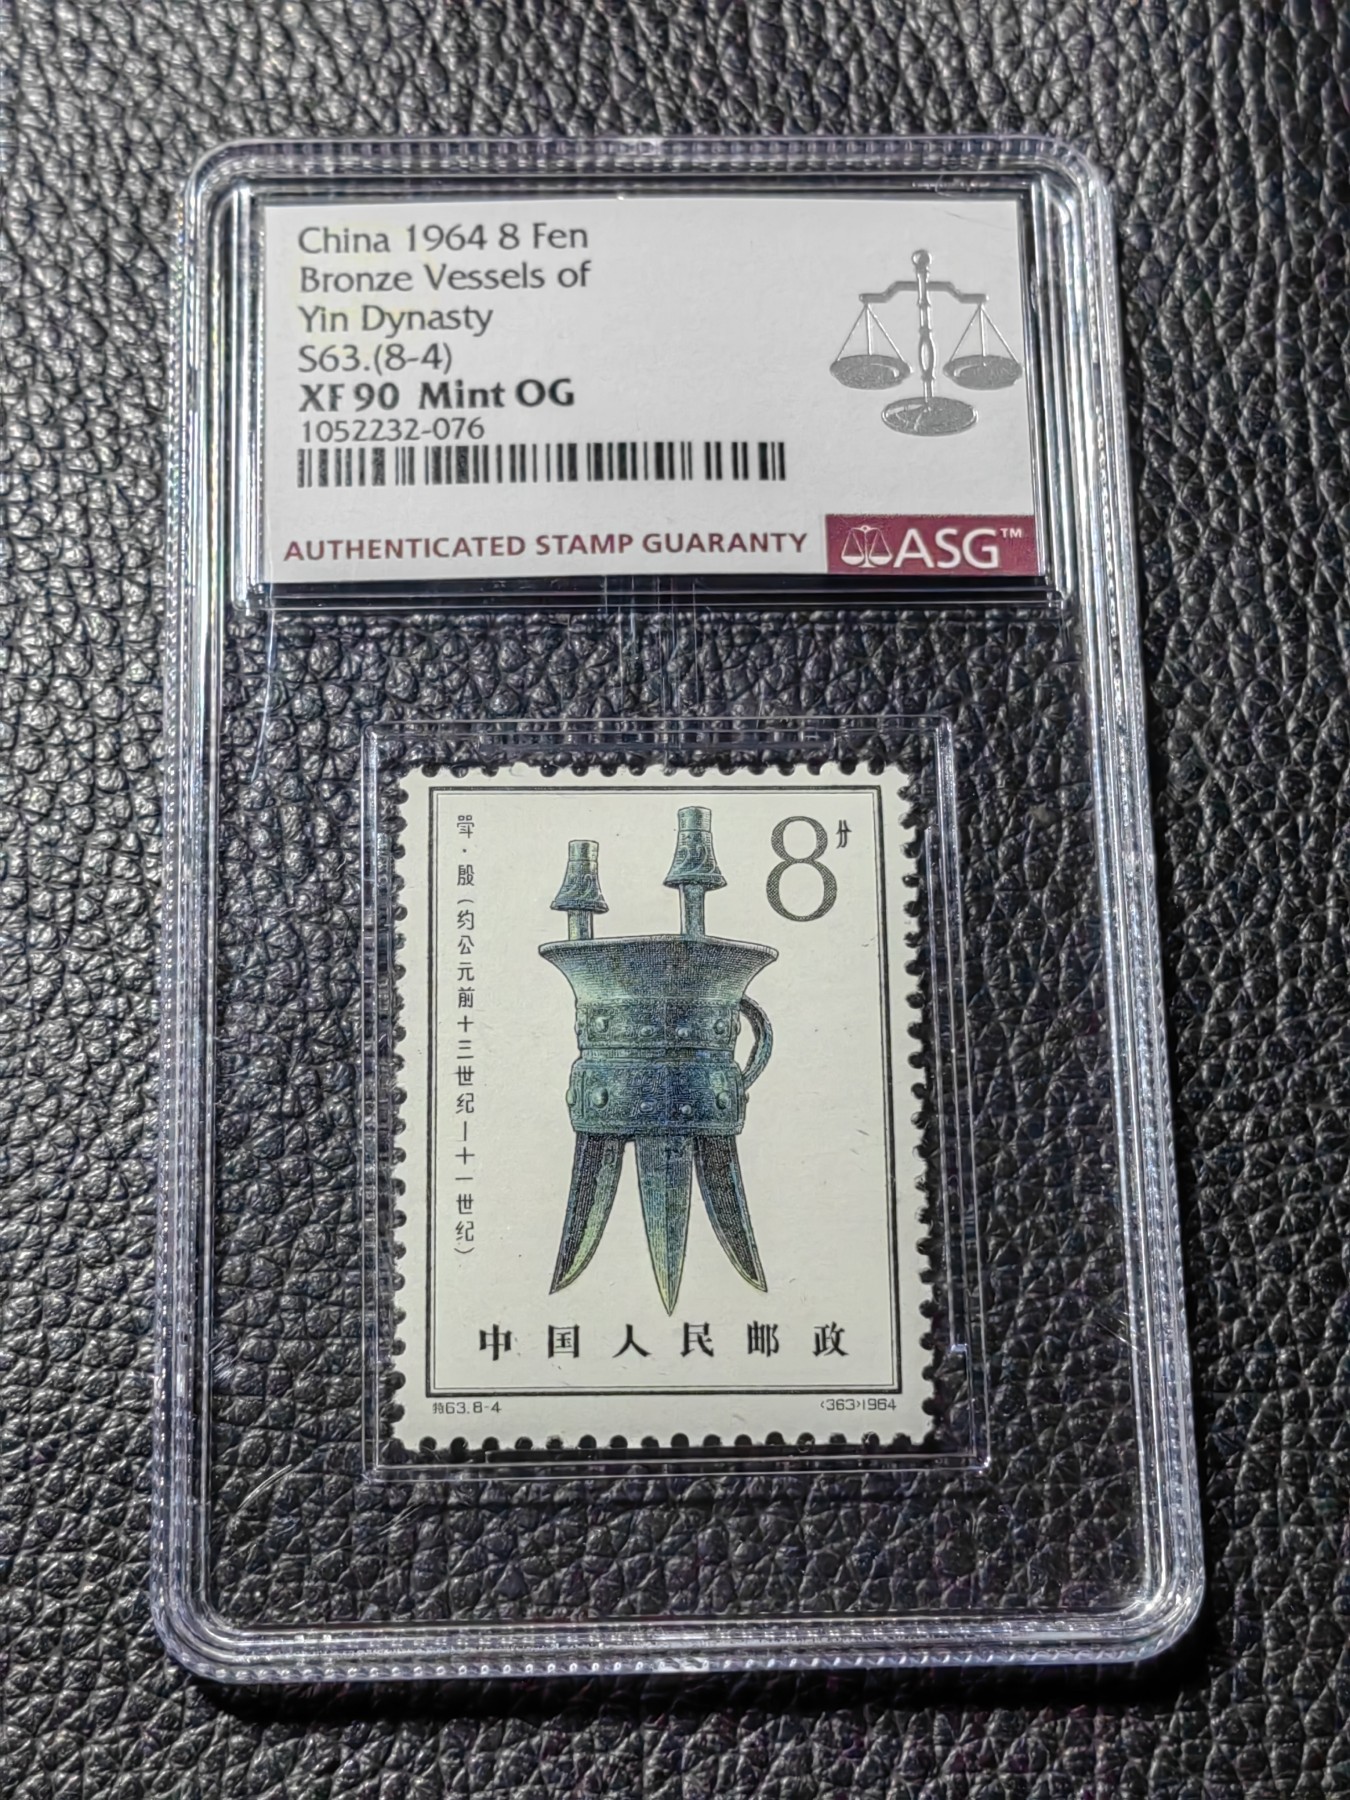 China 1964 8 Fen
Bronze Vessels of
Yin Dynasty
S63.(8-4)
XF 90 Mint OG
1052232-076
AUTHENTICATED STAMP GUARANTY
ASG™
8分
斝·殷(约公元前十三世纪—十一世纪)
中国人民邮政
特63.8-4
(363)1964